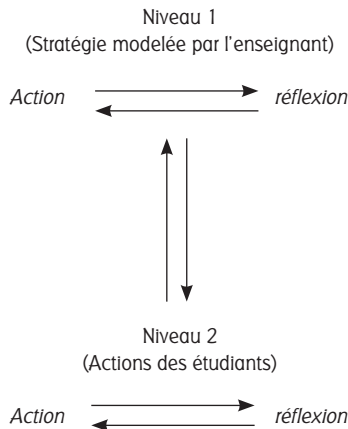 Niveau 1
(Stratégie modelée par l'enseignant)
Action réflexion
Niveau 2
(Actions des étudiants)
Action réflexion